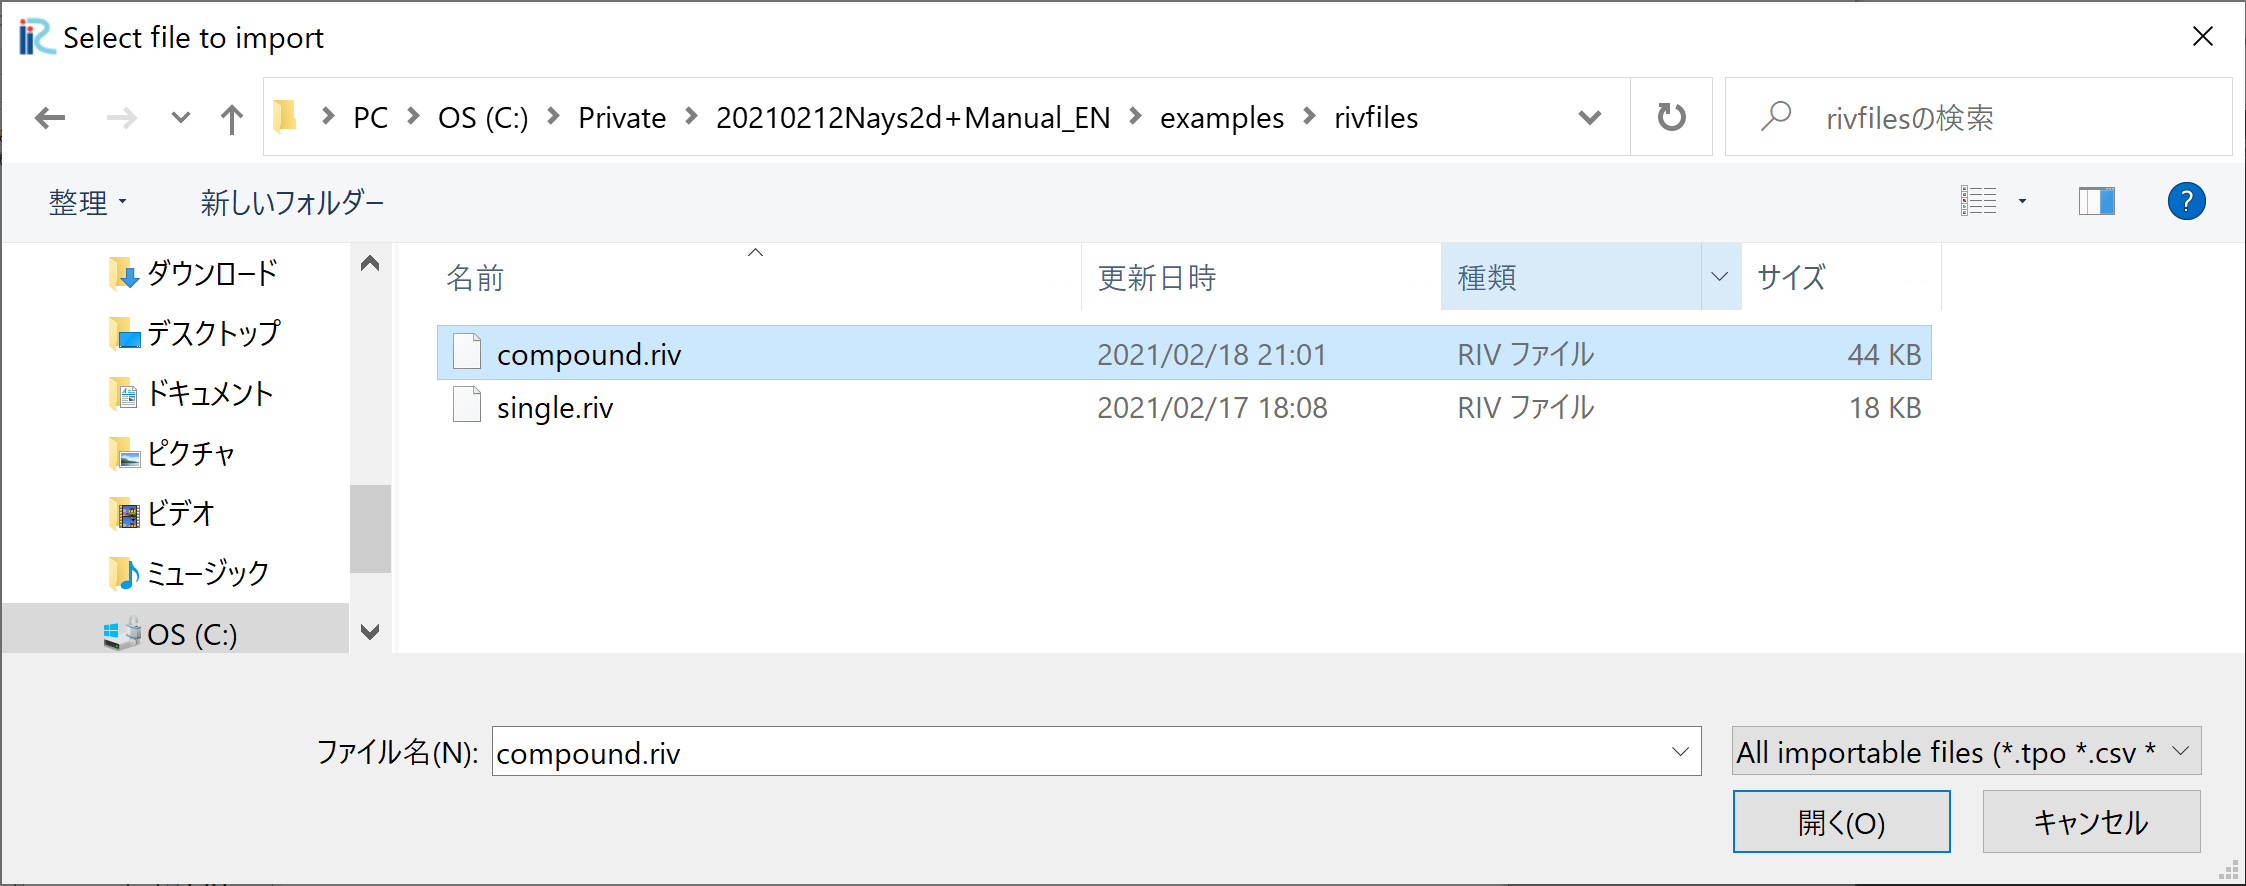 Select file to import
PC OS (C:) Private 20210212Nays2d+Manual_EN examples rivfiles
rivfilesの検索
整理 新しいフォルダー
ダウンロード
デスクトップ
ドキュメント
ピクチャ
ビデオ
ミュージック
OS (C:)
名前 更新日時 種類 サイズ
compound.riv 2021/02/18 21:01 RIV ファイル 44 KB
single.riv 2021/02/17 18:08 RIV ファイル 18 KB
ファイル名(N): compound.riv
All importable files (*.tpo *.csv *
開く(O) キャンセル